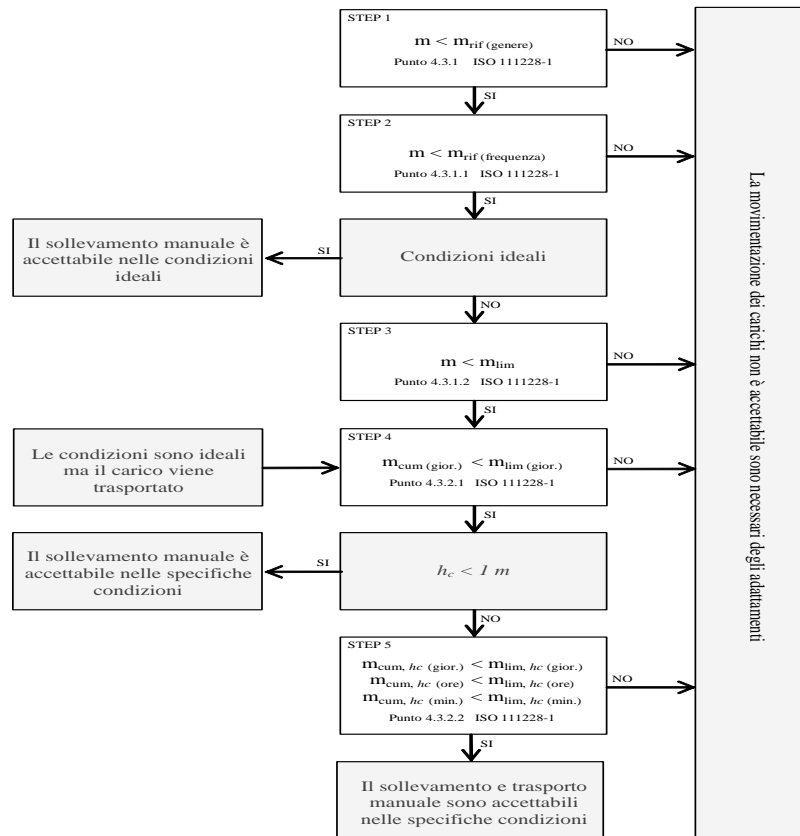 STEP 1
m < mrif (genere)
Punto 4.3.1 ISO 111228-1
NO
SI
STEP 2
m < mrif (frequenza)
Punto 4.3.1.1 ISO 111228-1
NO
SI
Il sollevamento manuale è
accettabile nelle condizioni
ideali
SI
Condizioni ideali
NO
STEP 3
m < mlim
Punto 4.3.1.2 ISO 111228-1
NO
SI
Le condizioni sono ideali
ma il carico viene
trasportato
STEP 4
mcum (gior.) < mlim (gior.)
Punto 4.3.2.1 ISO 111228-1
NO
SI
Il sollevamento manuale è
accettabile nelle specifiche
condizioni
SI
hc < 1 m
NO
STEP 5
mcum, hc (gior.) < mlim, hc (gior.)
mcum, hc (ore) < mlim, hc (ore)
mcum, hc (min.) < mlim, hc (min.)
Punto 4.3.2.2 ISO 111228-1
NO
SI
Il sollevamento e trasporto
manuale sono accettabili
nelle specifiche condizioni
La movimentazione dei carichi non è accettabile sono necessari degli adattamenti